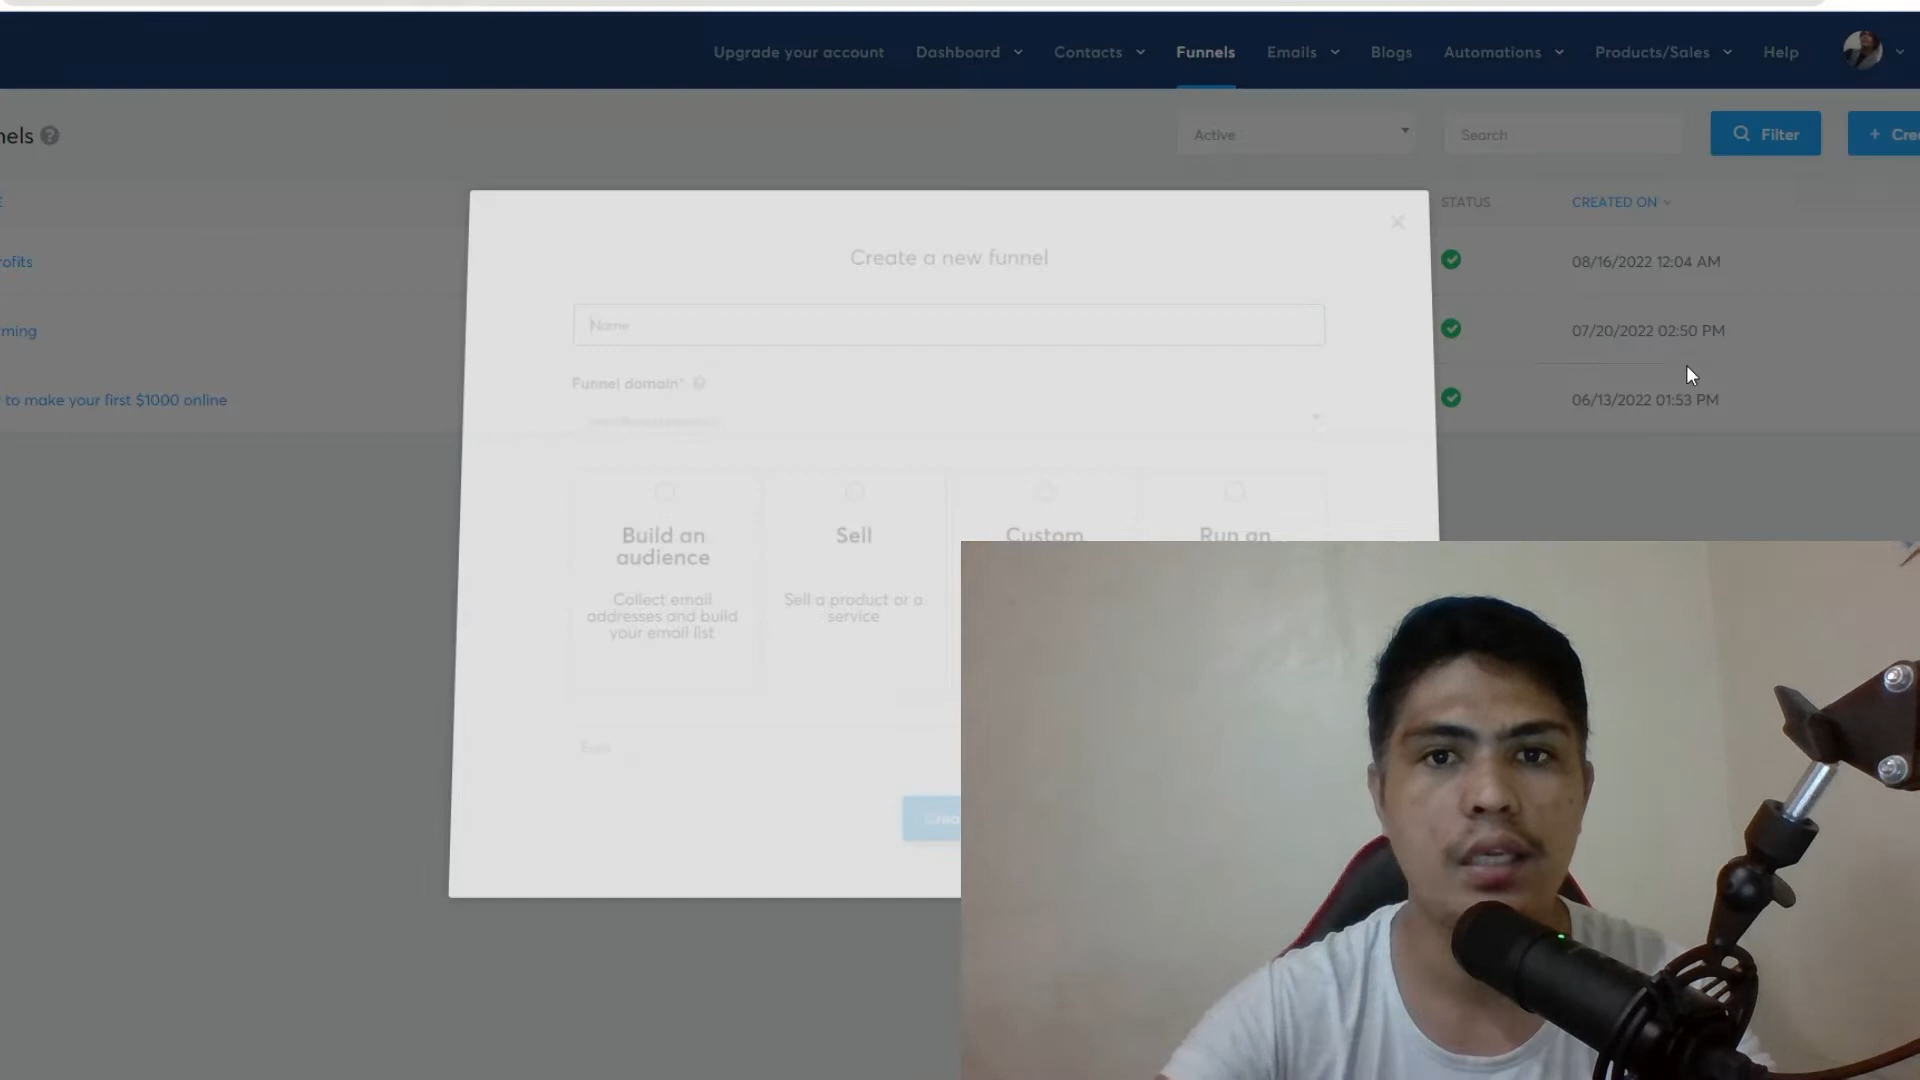 Upgrade your account Dashboard Contacts Funnels Emails Blogs Automations Products/Sales Help
nels ?
Active
Search
Filter
+ Cre
STATUS
CREATED ON
rofits
08/16/2022 12:04 AM
ming
07/20/2022 02:50 PM
to make your first $1000 online
06/13/2022 01:53 PM
Create a new funnel
Name
Funnel domain*
Build an
audience
Collect email
addresses and build
your email list
Sell
Sell a product or a
service
Custom
Run an
Euro
Crea